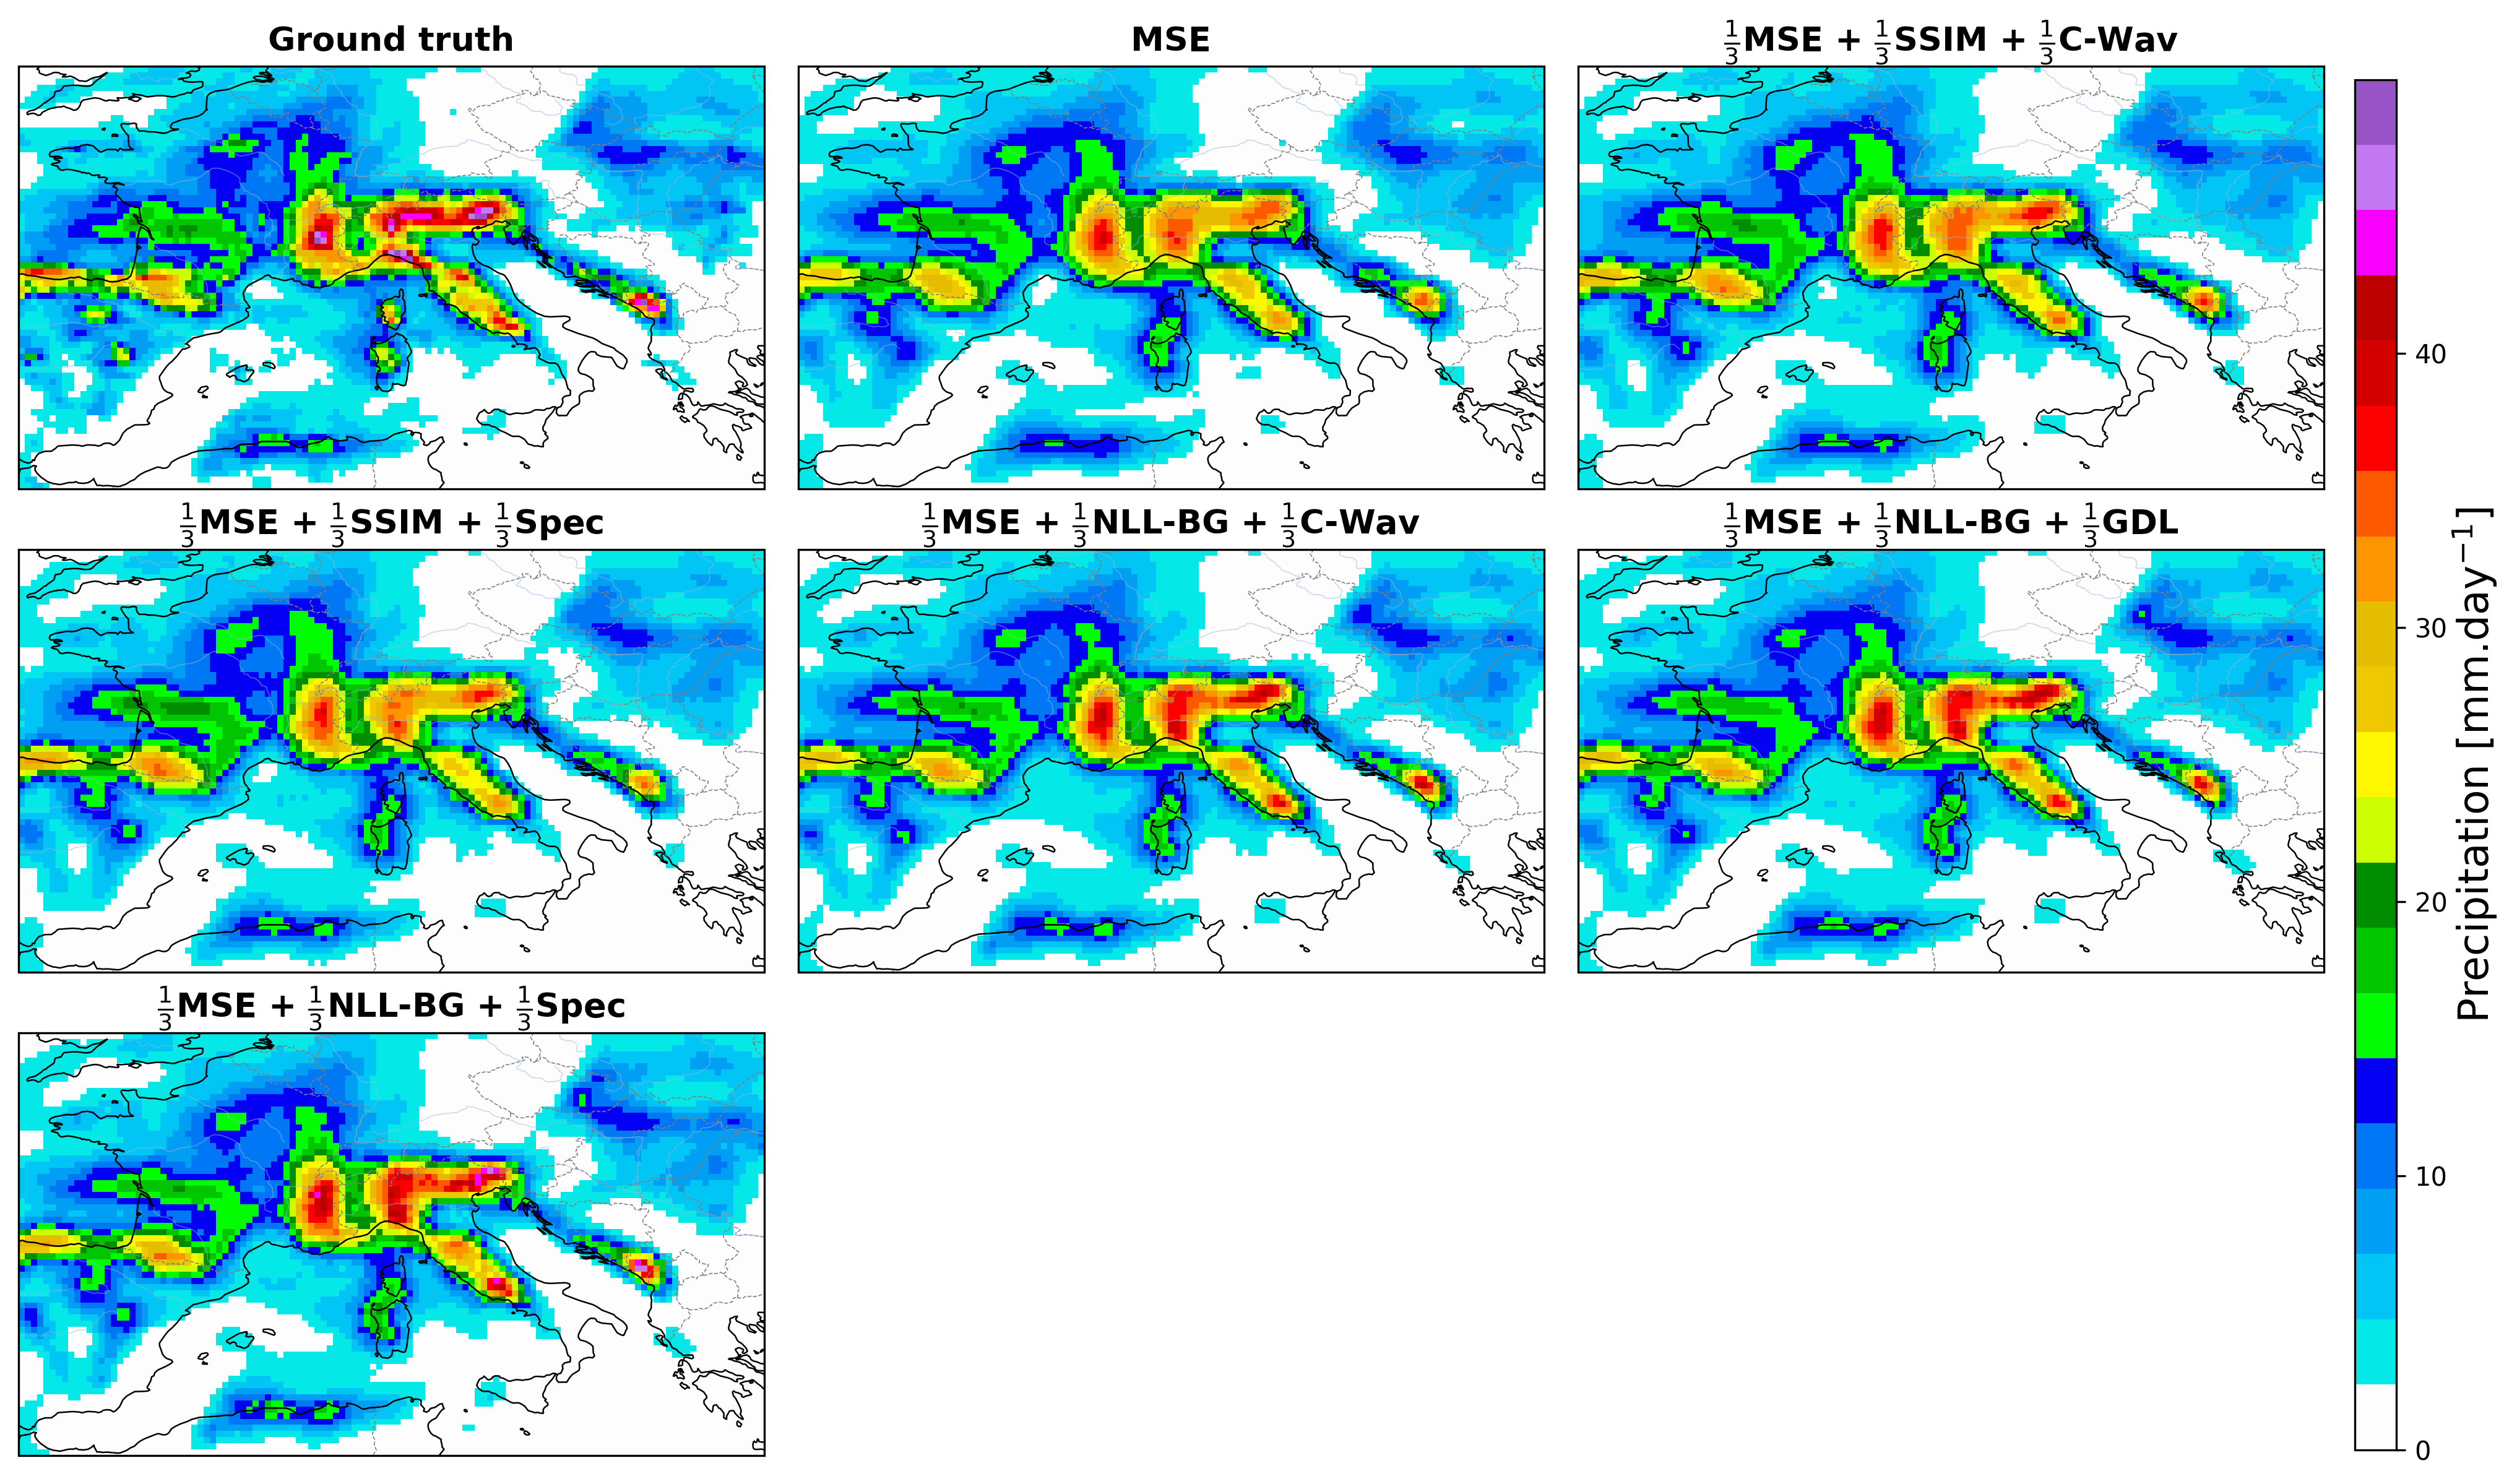 Ground truth
MSE
1/3MSE + 1/3SSIM + 1/3C-Wav
1/3MSE + 1/3SSIM + 1/3Spec
1/3MSE + 1/3NLL-BG + 1/3C-Wav
1/3MSE + 1/3NLL-BG + 1/3GDL
1/3MSE + 1/3NLL-BG + 1/3Spec
40
30
20
10
0
Precipitation [mm.day⁻¹]